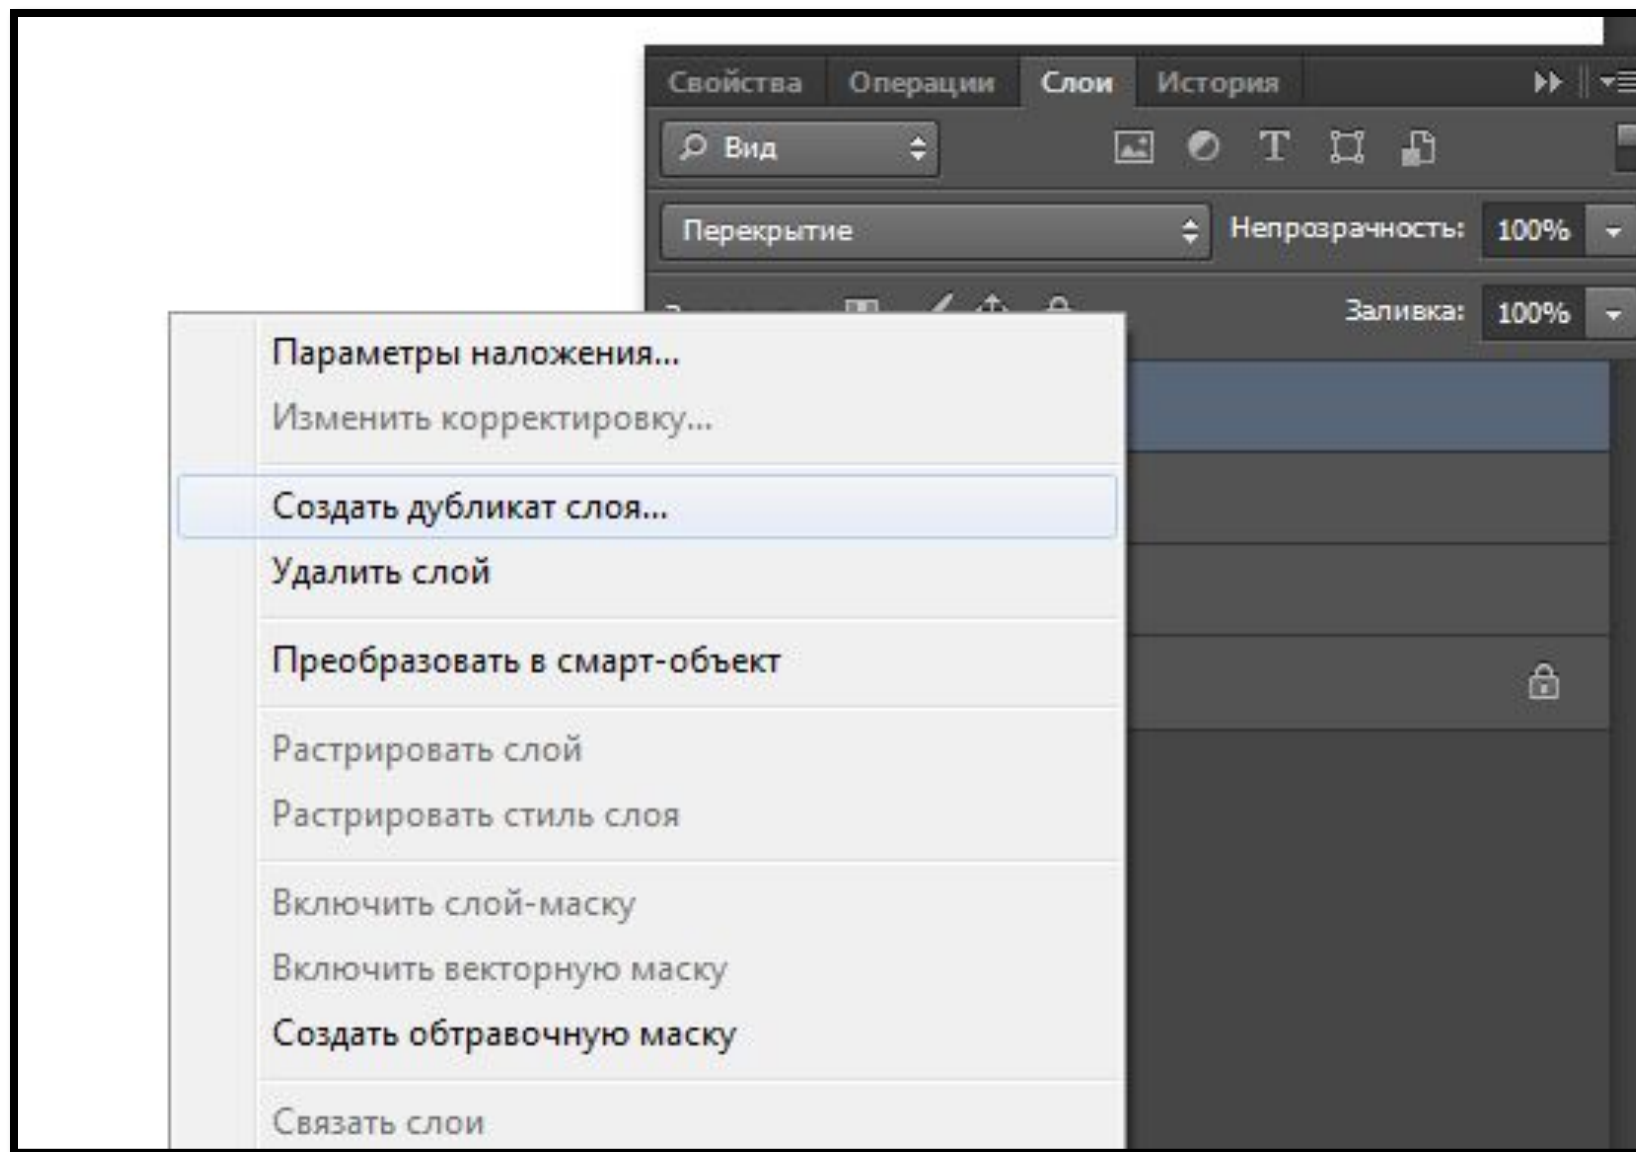 Свойства Операции Слои История
Вид
Перекрытие Непрозрачность: 100%
Заливка: 100%
Параметры наложения...
Изменить корректировку...
Создать дубликат слоя...
Удалить слой
Преобразовать в смарт-объект
Растрировать слой
Растрировать стиль слоя
Включить слой-маску
Включить векторную маску
Создать обтравочную маску
Связать слои